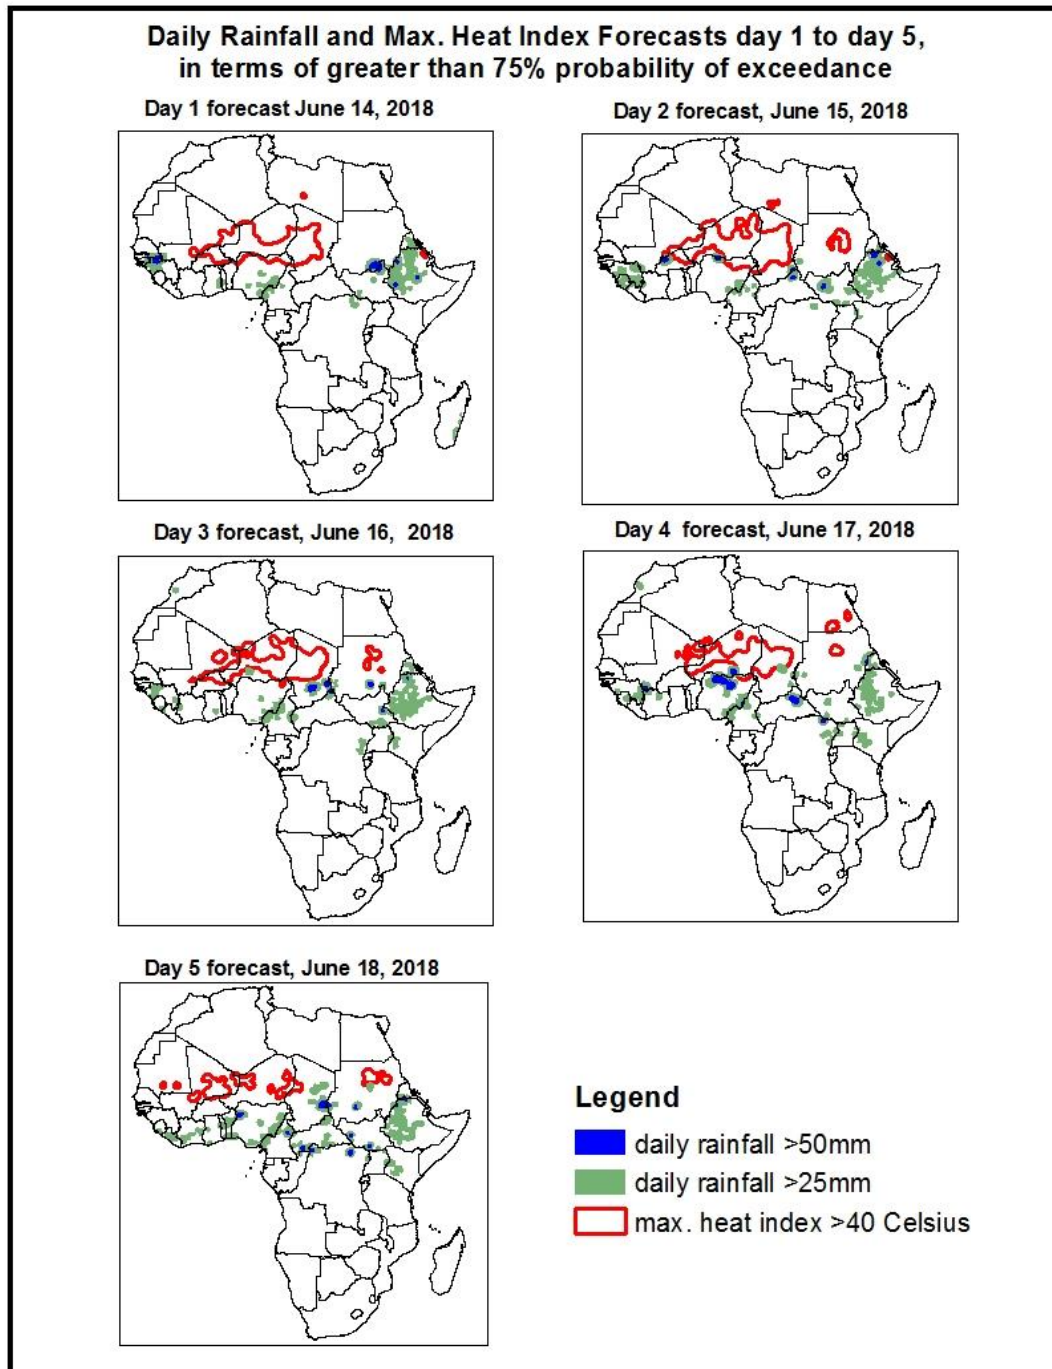 Daily Rainfall and Max. Heat Index Forecasts day 1 to day 5,
in terms of greater than 75% probability of exceedance
Day 1 forecast June 14, 2018
Day 2 forecast, June 15, 2018
Day 3 forecast, June 16, 2018
Day 4 forecast, June 17, 2018
Day 5 forecast, June 18, 2018
Legend
daily rainfall >50mm
daily rainfall >25mm
max. heat index >40 Celsius